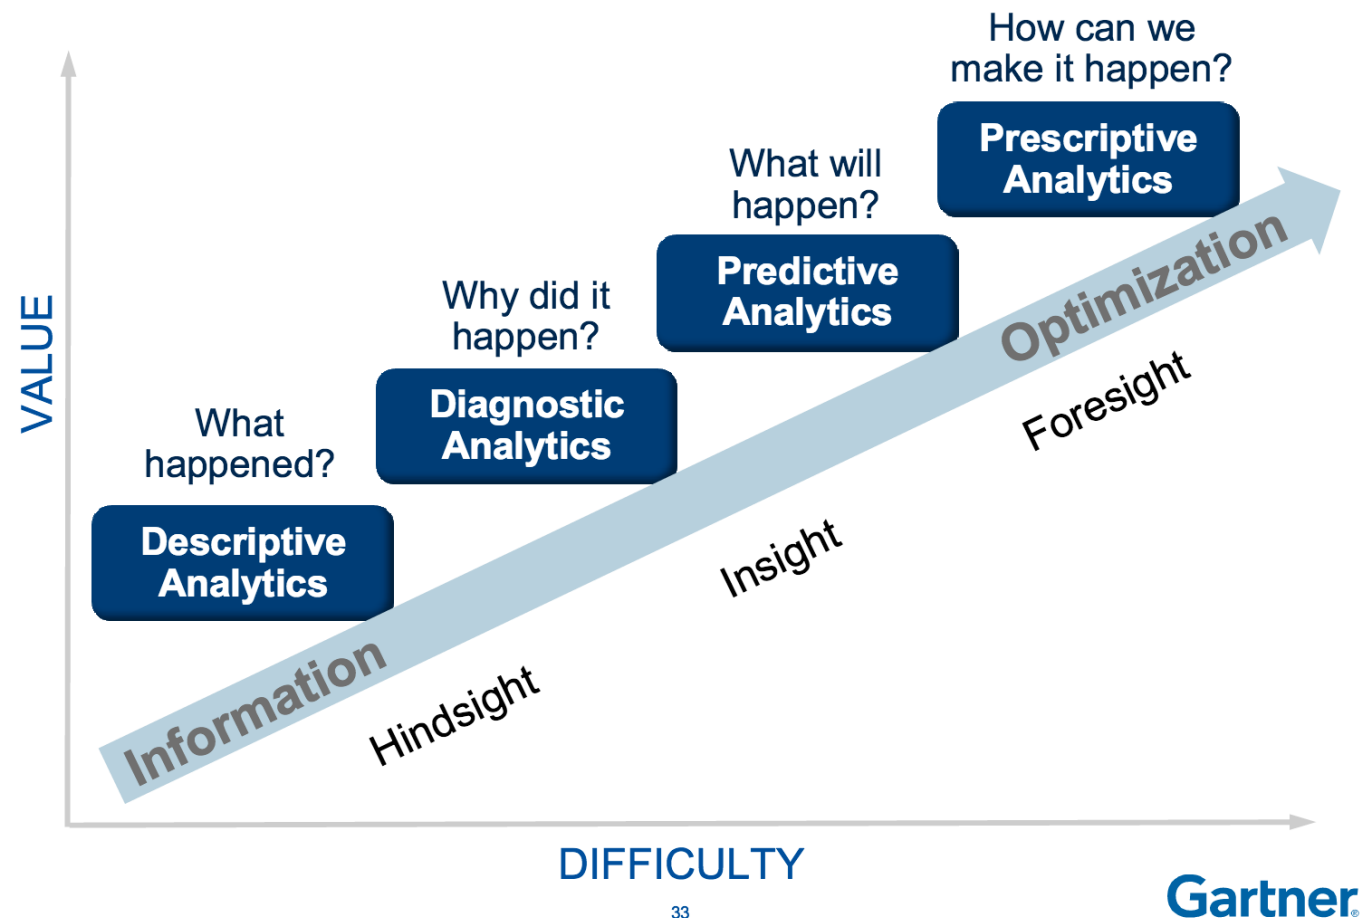 How can we
make it happen?
Prescriptive
Analytics
What will
happen?
Predictive
Analytics
Why did it
happen?
Diagnostic
Analytics
What
happened?
Descriptive
Analytics
VALUE
Information
Optimization
Hindsight
Insight
Foresight
DIFFICULTY
33
Gartner®